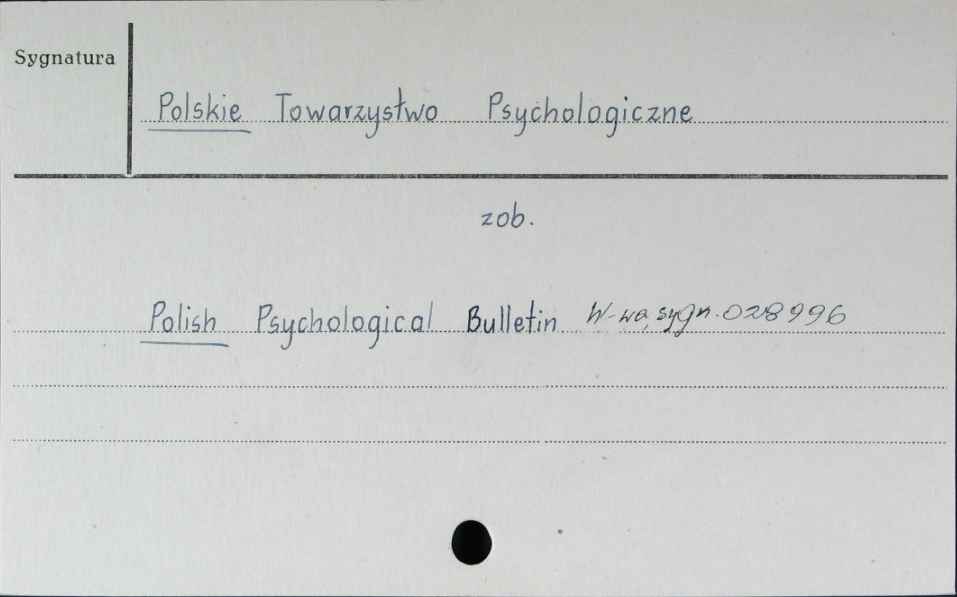 Sygnatura
Polskie Towarzystwo Psychologiczne
zob.
Polish Psychological Bulletin W-wa, sygn. 028996